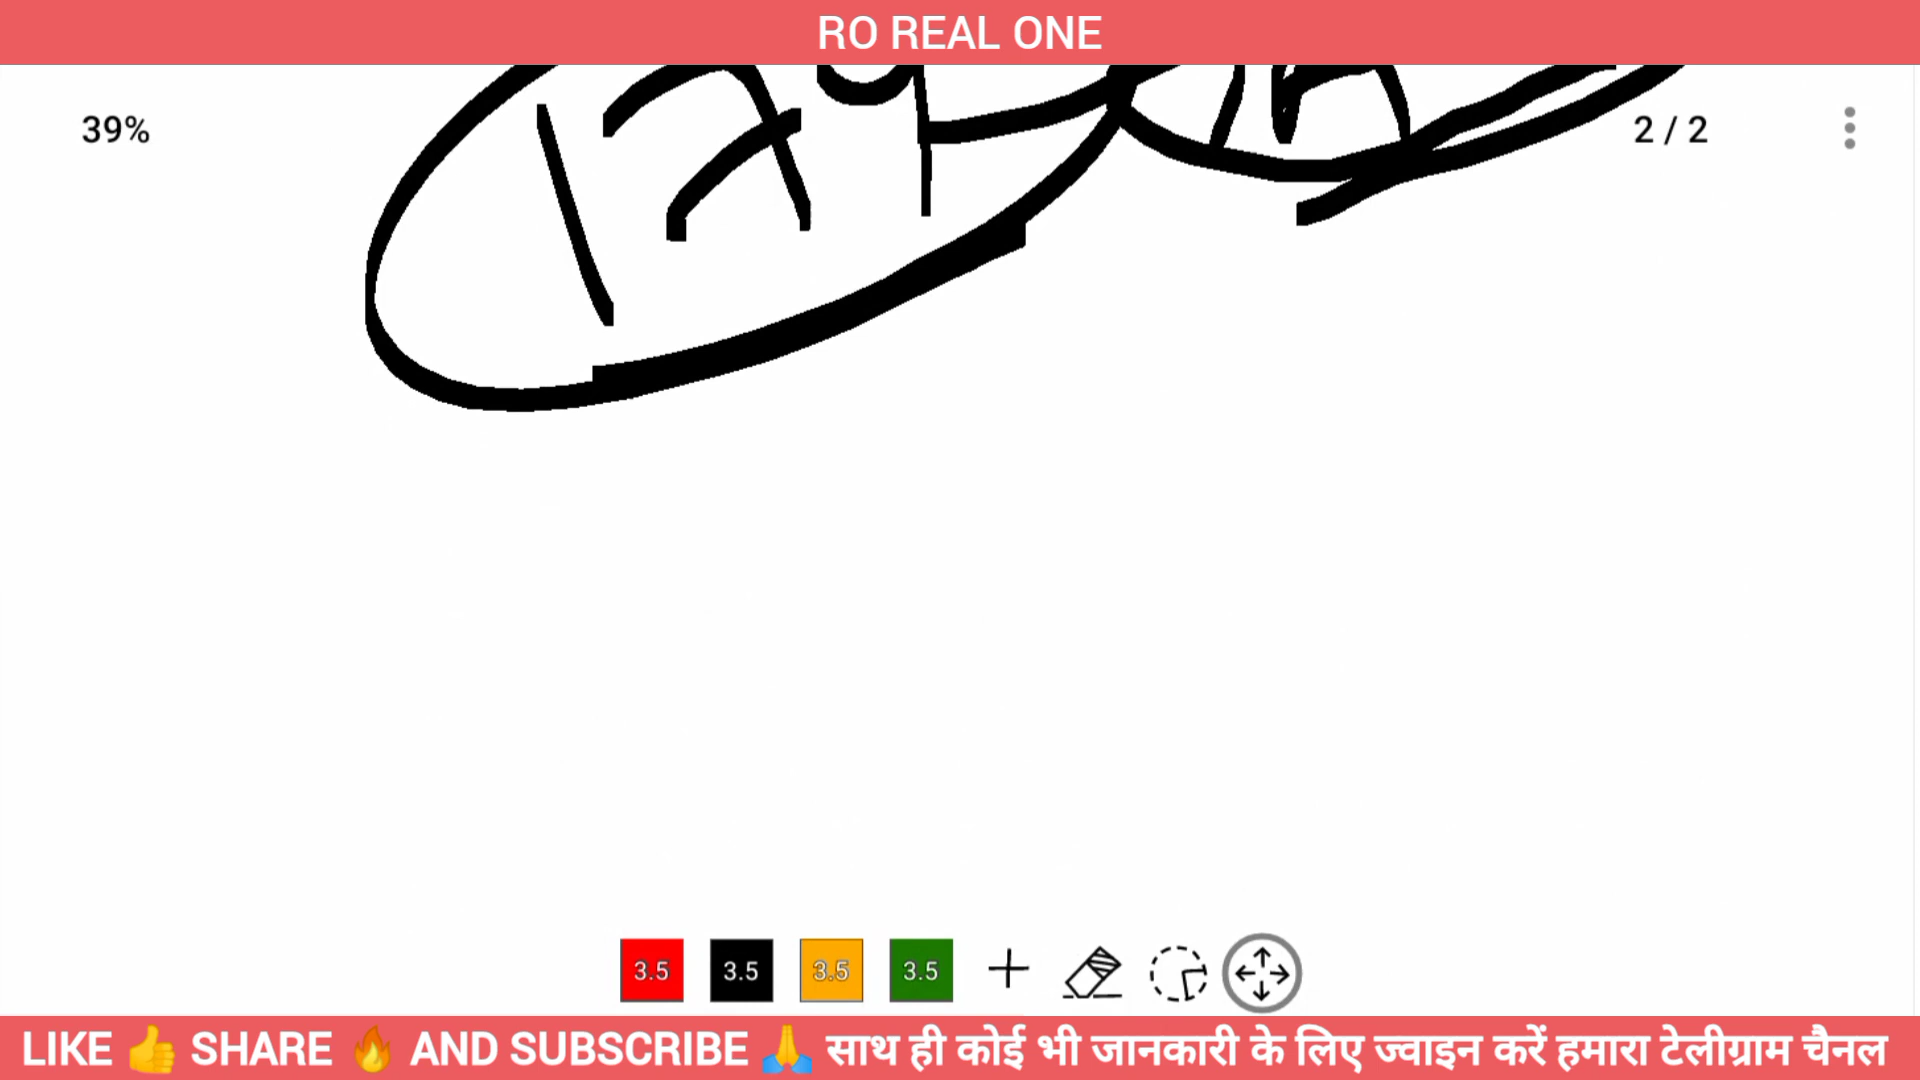 RO REAL ONE
39%
2 / 2
3.5 3.5 3.5 3.5
LIKE 👍 SHARE 🔥 AND SUBSCRIBE 🙏 साथ ही कोई भी जानकारी के लिए ज्वाइन करें हमारा टेलीग्राम चैनल